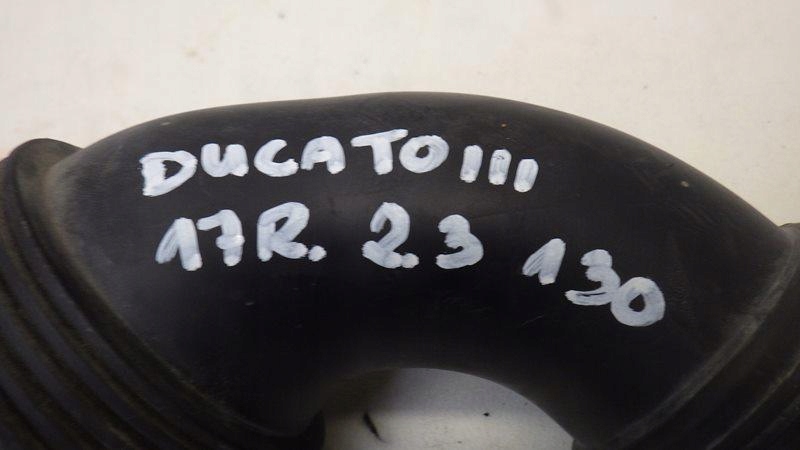 DUCATO III
17R. 2.3 130